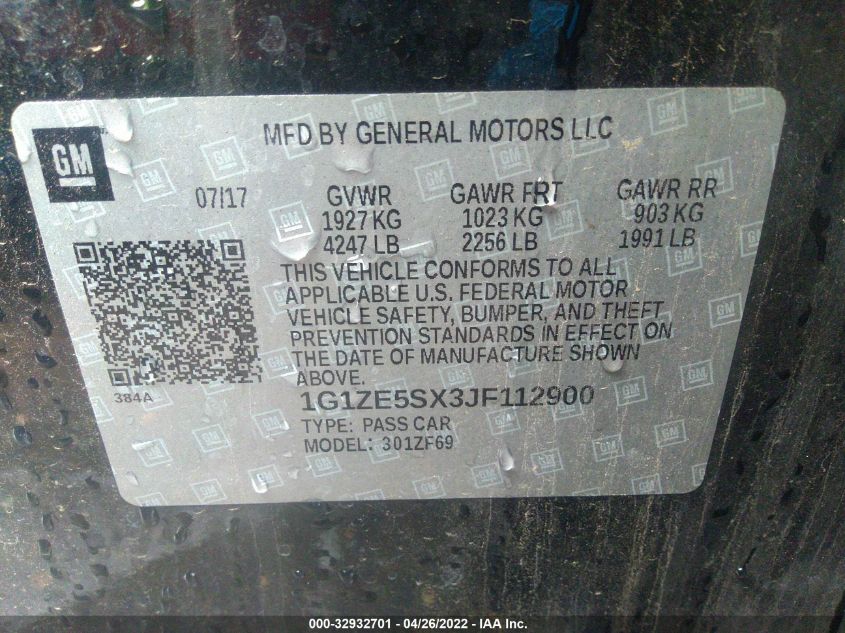 MFD BY GENERAL MOTORS LLC
GM
07/17 GVWR GAWR FRT GAWR RR
1927 KG 1023 KG 903 KG
4247 LB 2256 LB 1991 LB
THIS VEHICLE CONFORMS TO ALL
APPLICABLE U.S. FEDERAL MOTOR
VEHICLE SAFETY, BUMPER, AND THEFT
PREVENTION STANDARDS IN EFFECT ON
THE DATE OF MANUFACTURE SHOWN
ABOVE.
384A
1G1ZE5SX3JF112900
TYPE: PASS CAR
MODEL: 301ZF69
000-32932701 - 04/26/2022 - © IAA Inc.